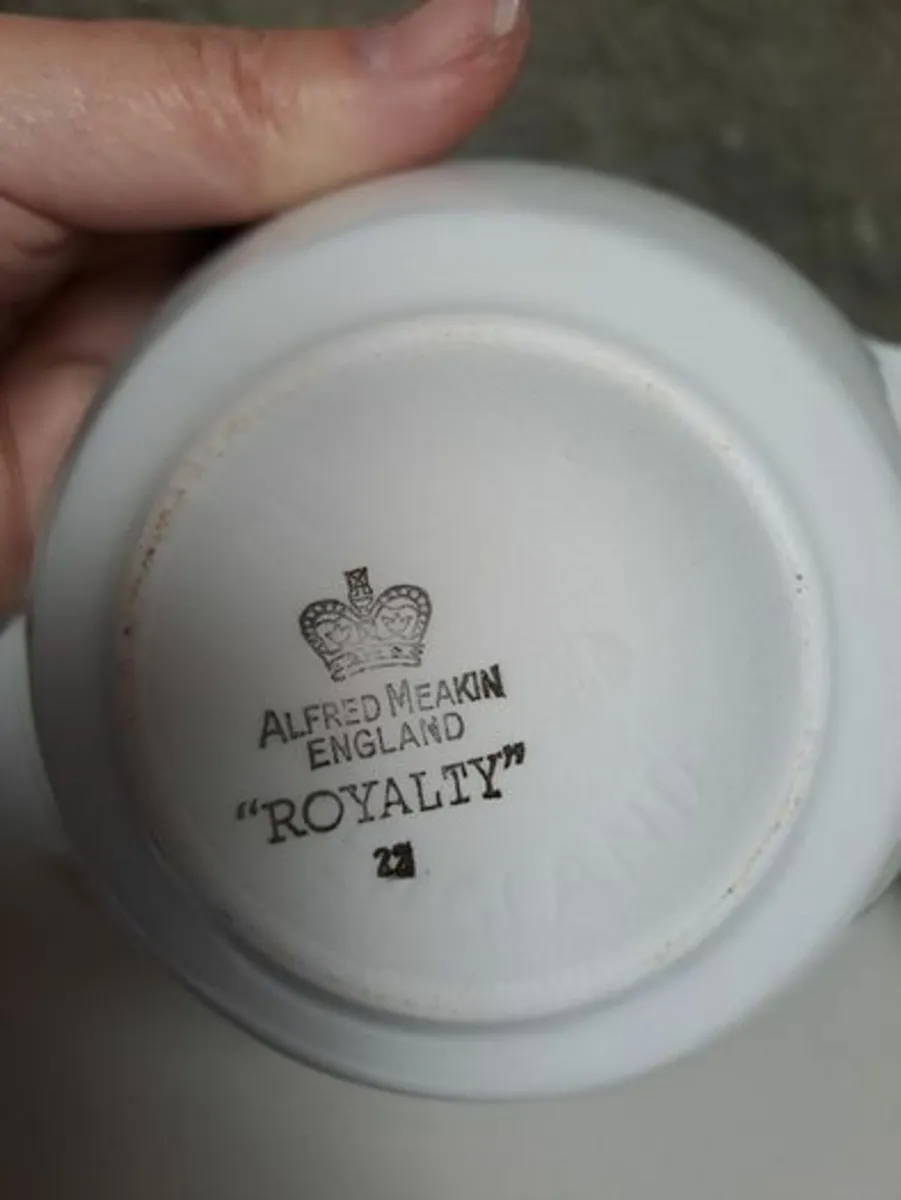 ALFRED MEAKIN
ENGLAND
“ROYALTY”